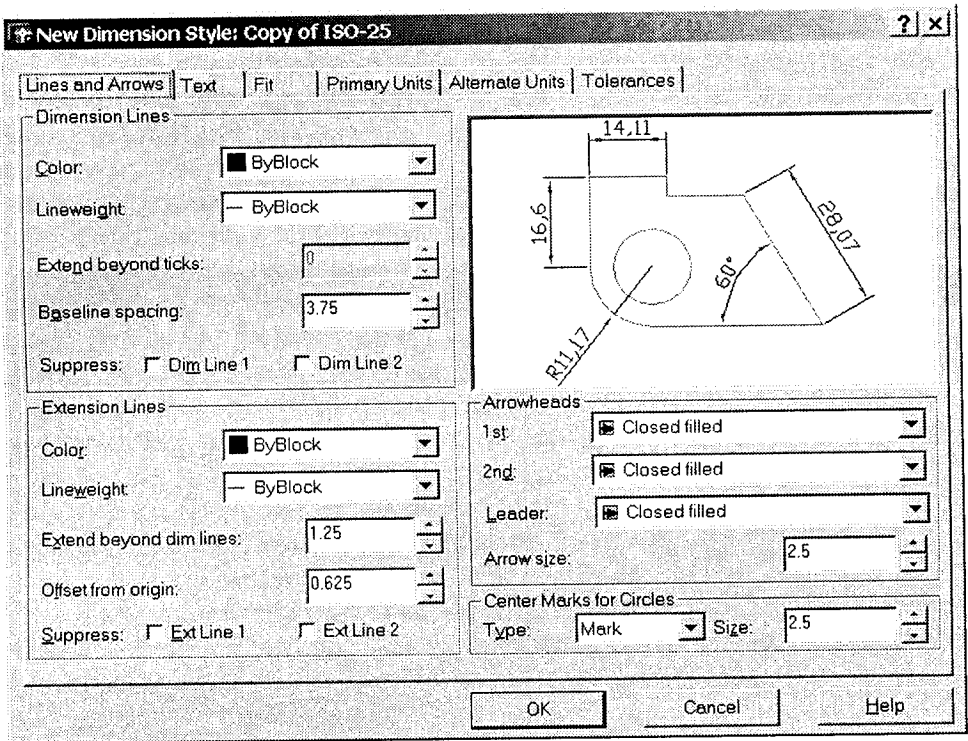 New Dimension Style: Copy of ISO-25
Lines and Arrows Text Fit Primary Units Alternate Units Tolerances
Dimension Lines
Color: ByBlock
Lineweight: ByBlock
Extend beyond ticks: 0
Baseline spacing: 3.75
Suppress: Dim Line 1 Dim Line 2
14,11
16,6
28,07
60°
R11,17
Extension Lines
Color: ByBlock
Lineweight: ByBlock
Extend beyond dim lines: 1.25
Offset from origin: 0.625
Suppress: Ext Line 1 Ext Line 2
Arrowheads
1st: Closed filled
2nd: Closed filled
Leader: Closed filled
Arrow size: 2.5
Center Marks for Circles
Type: Mark Size: 2.5
OK Cancel Help